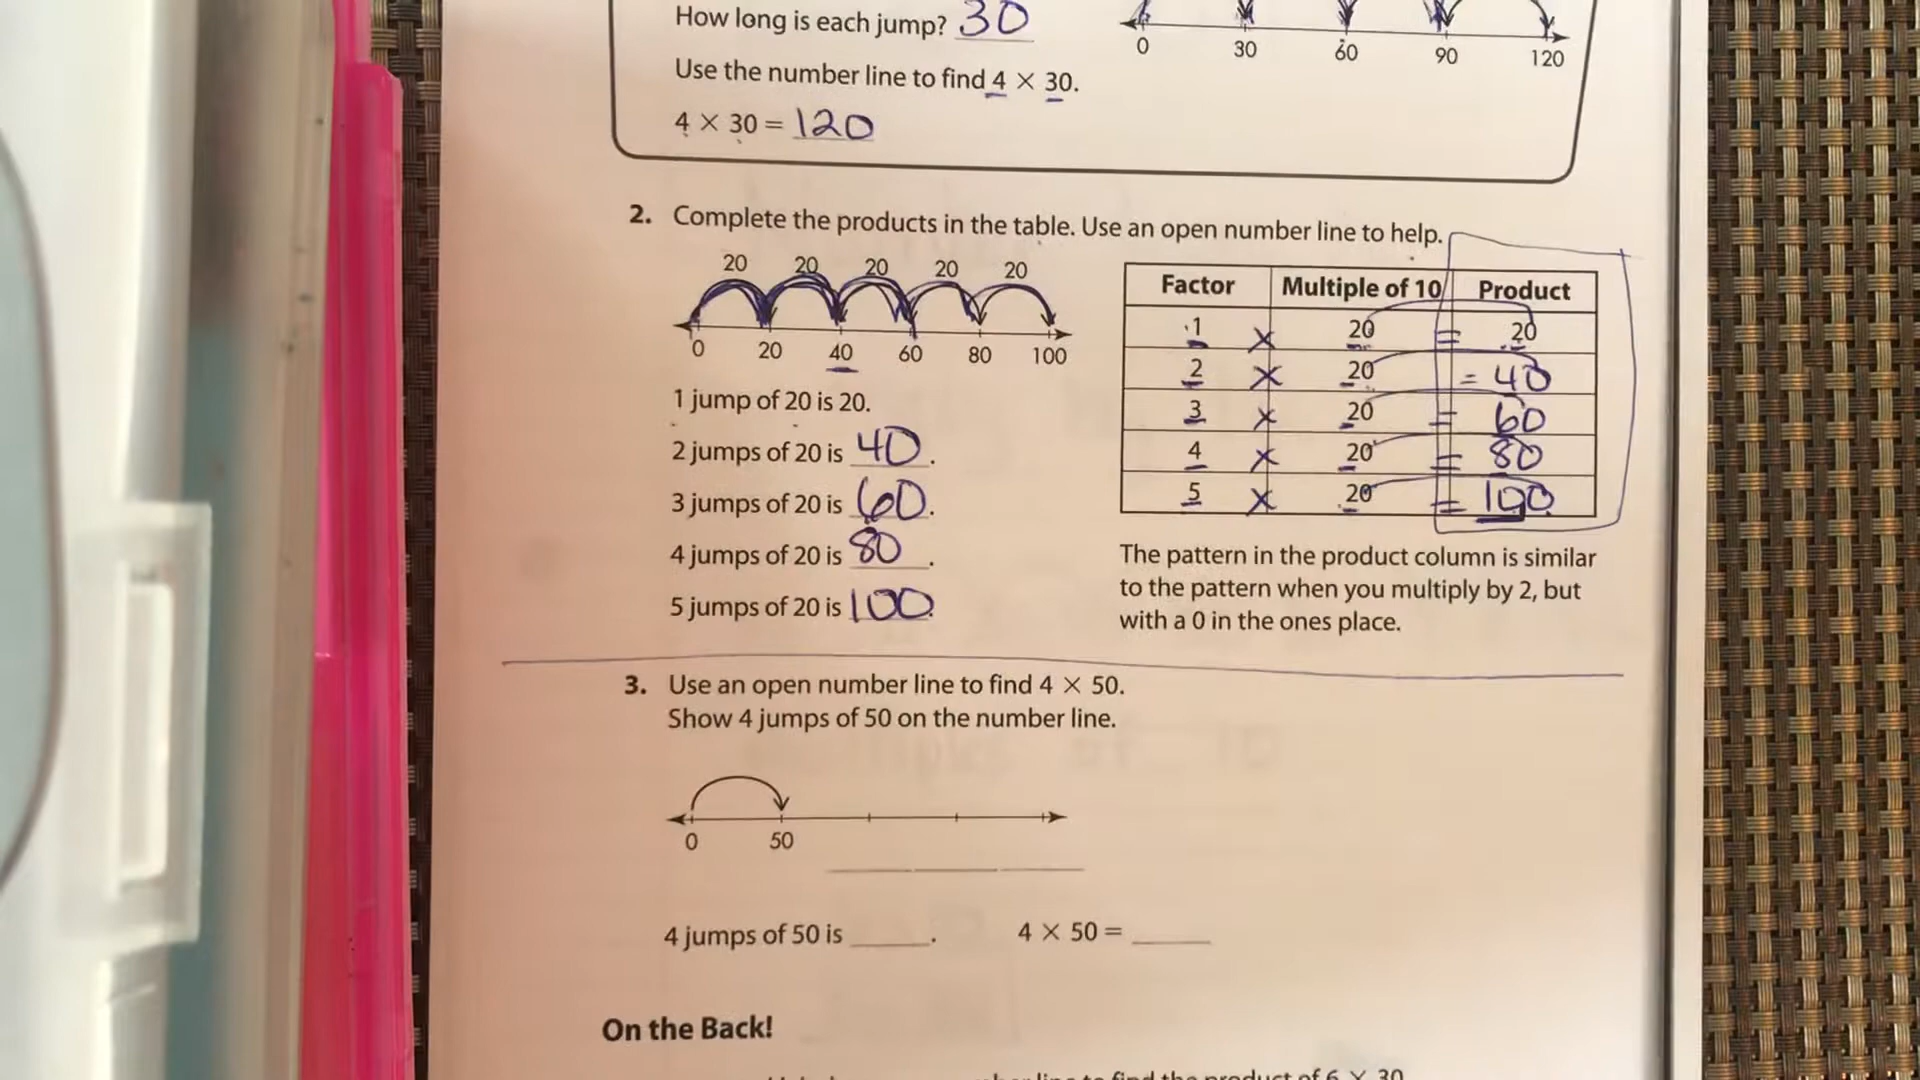 How long is each jump? 30
0 30 60 90 120
Use the number line to find 4 × 30.
4 × 30 = 120
2. Complete the products in the table. Use an open number line to help.
20 20 20 20 20
0 20 40 60 80 100
1 jump of 20 is 20.
2 jumps of 20 is 40.
3 jumps of 20 is 60.
4 jumps of 20 is 80.
5 jumps of 20 is 100.
Factor Multiple of 10 Product
1 × 20 = 20
2 × 20 = 40
3 × 20 = 60
4 × 20 = 80
5 × 20 = 100
The pattern in the product column is similar
to the pattern when you multiply by 2, but
with a 0 in the ones place.
3. Use an open number line to find 4 × 50.
Show 4 jumps of 50 on the number line.
0 50
4 jumps of 50 is ______. 4 × 50 = ______
On the Back!
line to find the product of 6 × 30